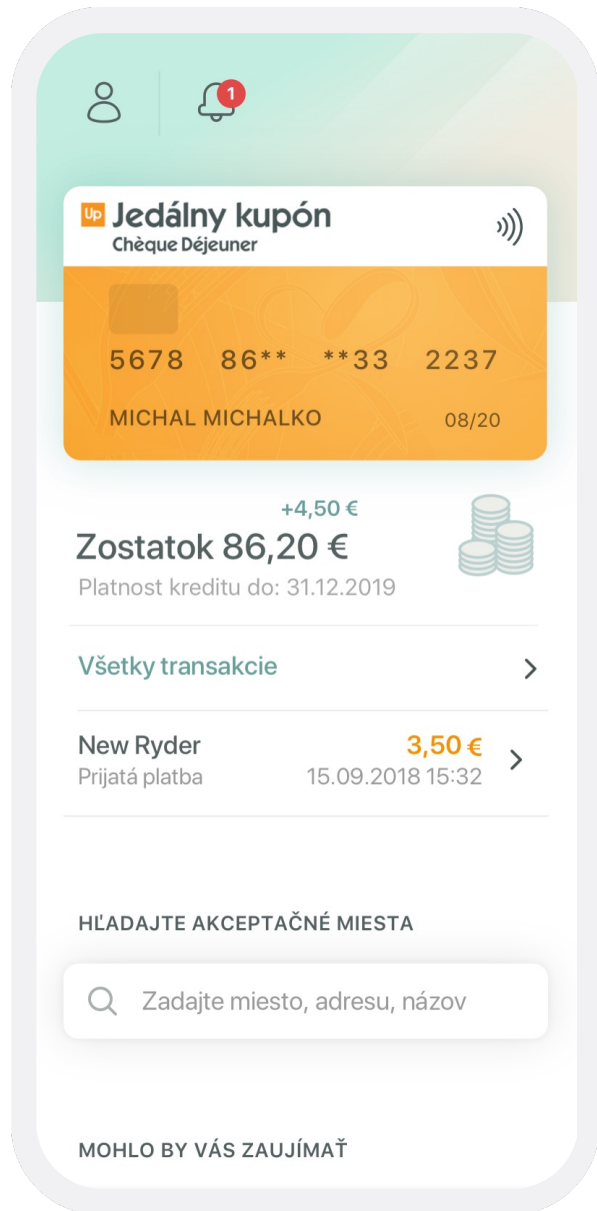 1
Up Jedálny kupón
Chèque Déjeuner
5678 86** **33 2237
MICHAL MICHALKO 08/20
+4,50 €
Zostatok 86,20 €
Platnost kreditu do: 31.12.2019
Všetky transakcie
New Ryder 3,50 €
Prijatá platba 15.09.2018 15:32
HĽADAJTE AKCEPTAČNÉ MIESTA
Zadajte miesto, adresu, názov
MOHLO BY VÁS ZAUJÍMAŤ